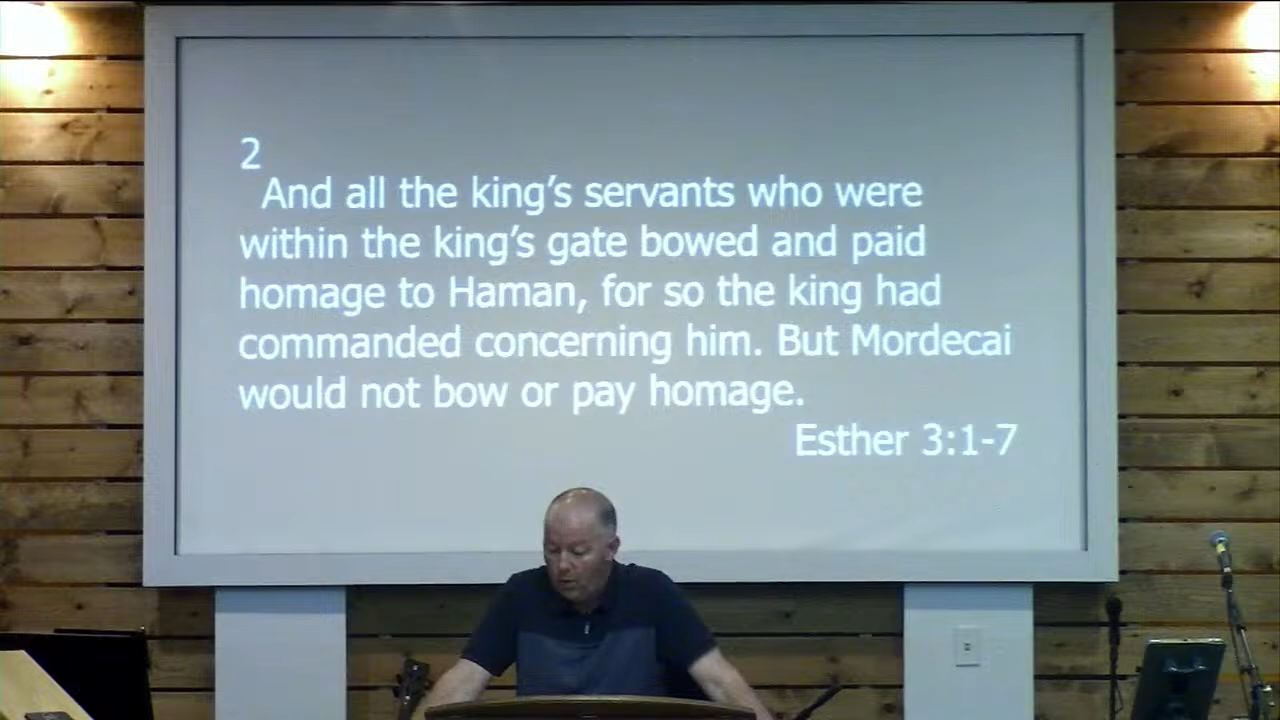 2
And all the king’s servants who were
within the king’s gate bowed and paid
homage to Haman, for so the king had
commanded concerning him. But Mordecai
would not bow or pay homage.
Esther 3:1-7